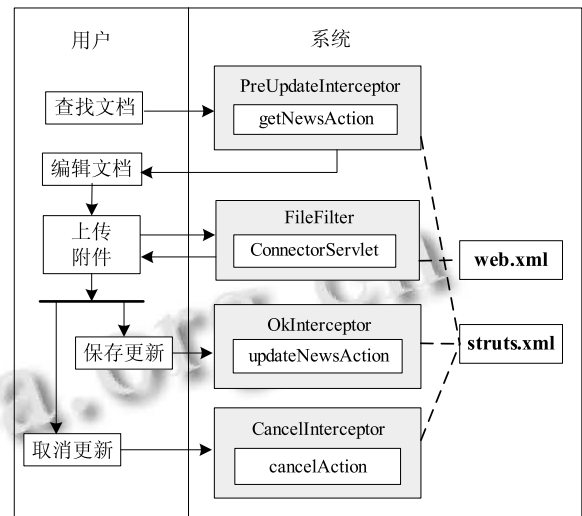 用户
系统
PreUpdateInterceptor
查找文档
getNewsAction
编辑文档
FileFilter
上传
附件
ConnectorServlet
web.xml
OkInterceptor
保存更新
updateNewsAction
struts.xml
CancelInterceptor
取消更新
cancelAction